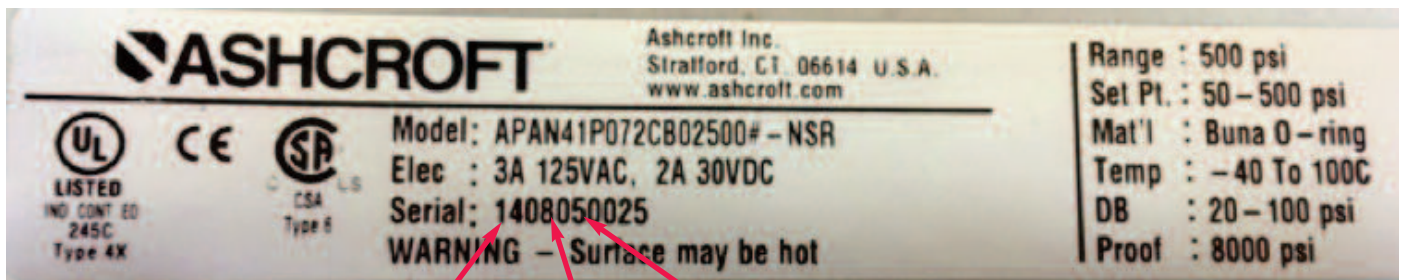 ASHCROFT
Ashcroft Inc.
Stratford, CT. 06614 U.S.A.
www.ashcroft.com
UL
LISTED
IND CONT EQ
245C
Type 4X
CE
SA
C US
CSA
Type 6
Model: APAN41P072CB02500#-NSR
Elec : 3A 125VAC, 2A 30VDC
Serial: 1408050025
WARNING – Surface may be hot
Range : 500 psi
Set Pt. : 50-500 psi
Mat'l : Buna O-ring
Temp : -40 To 100C
DB : 20-100 psi
Proof : 8000 psi